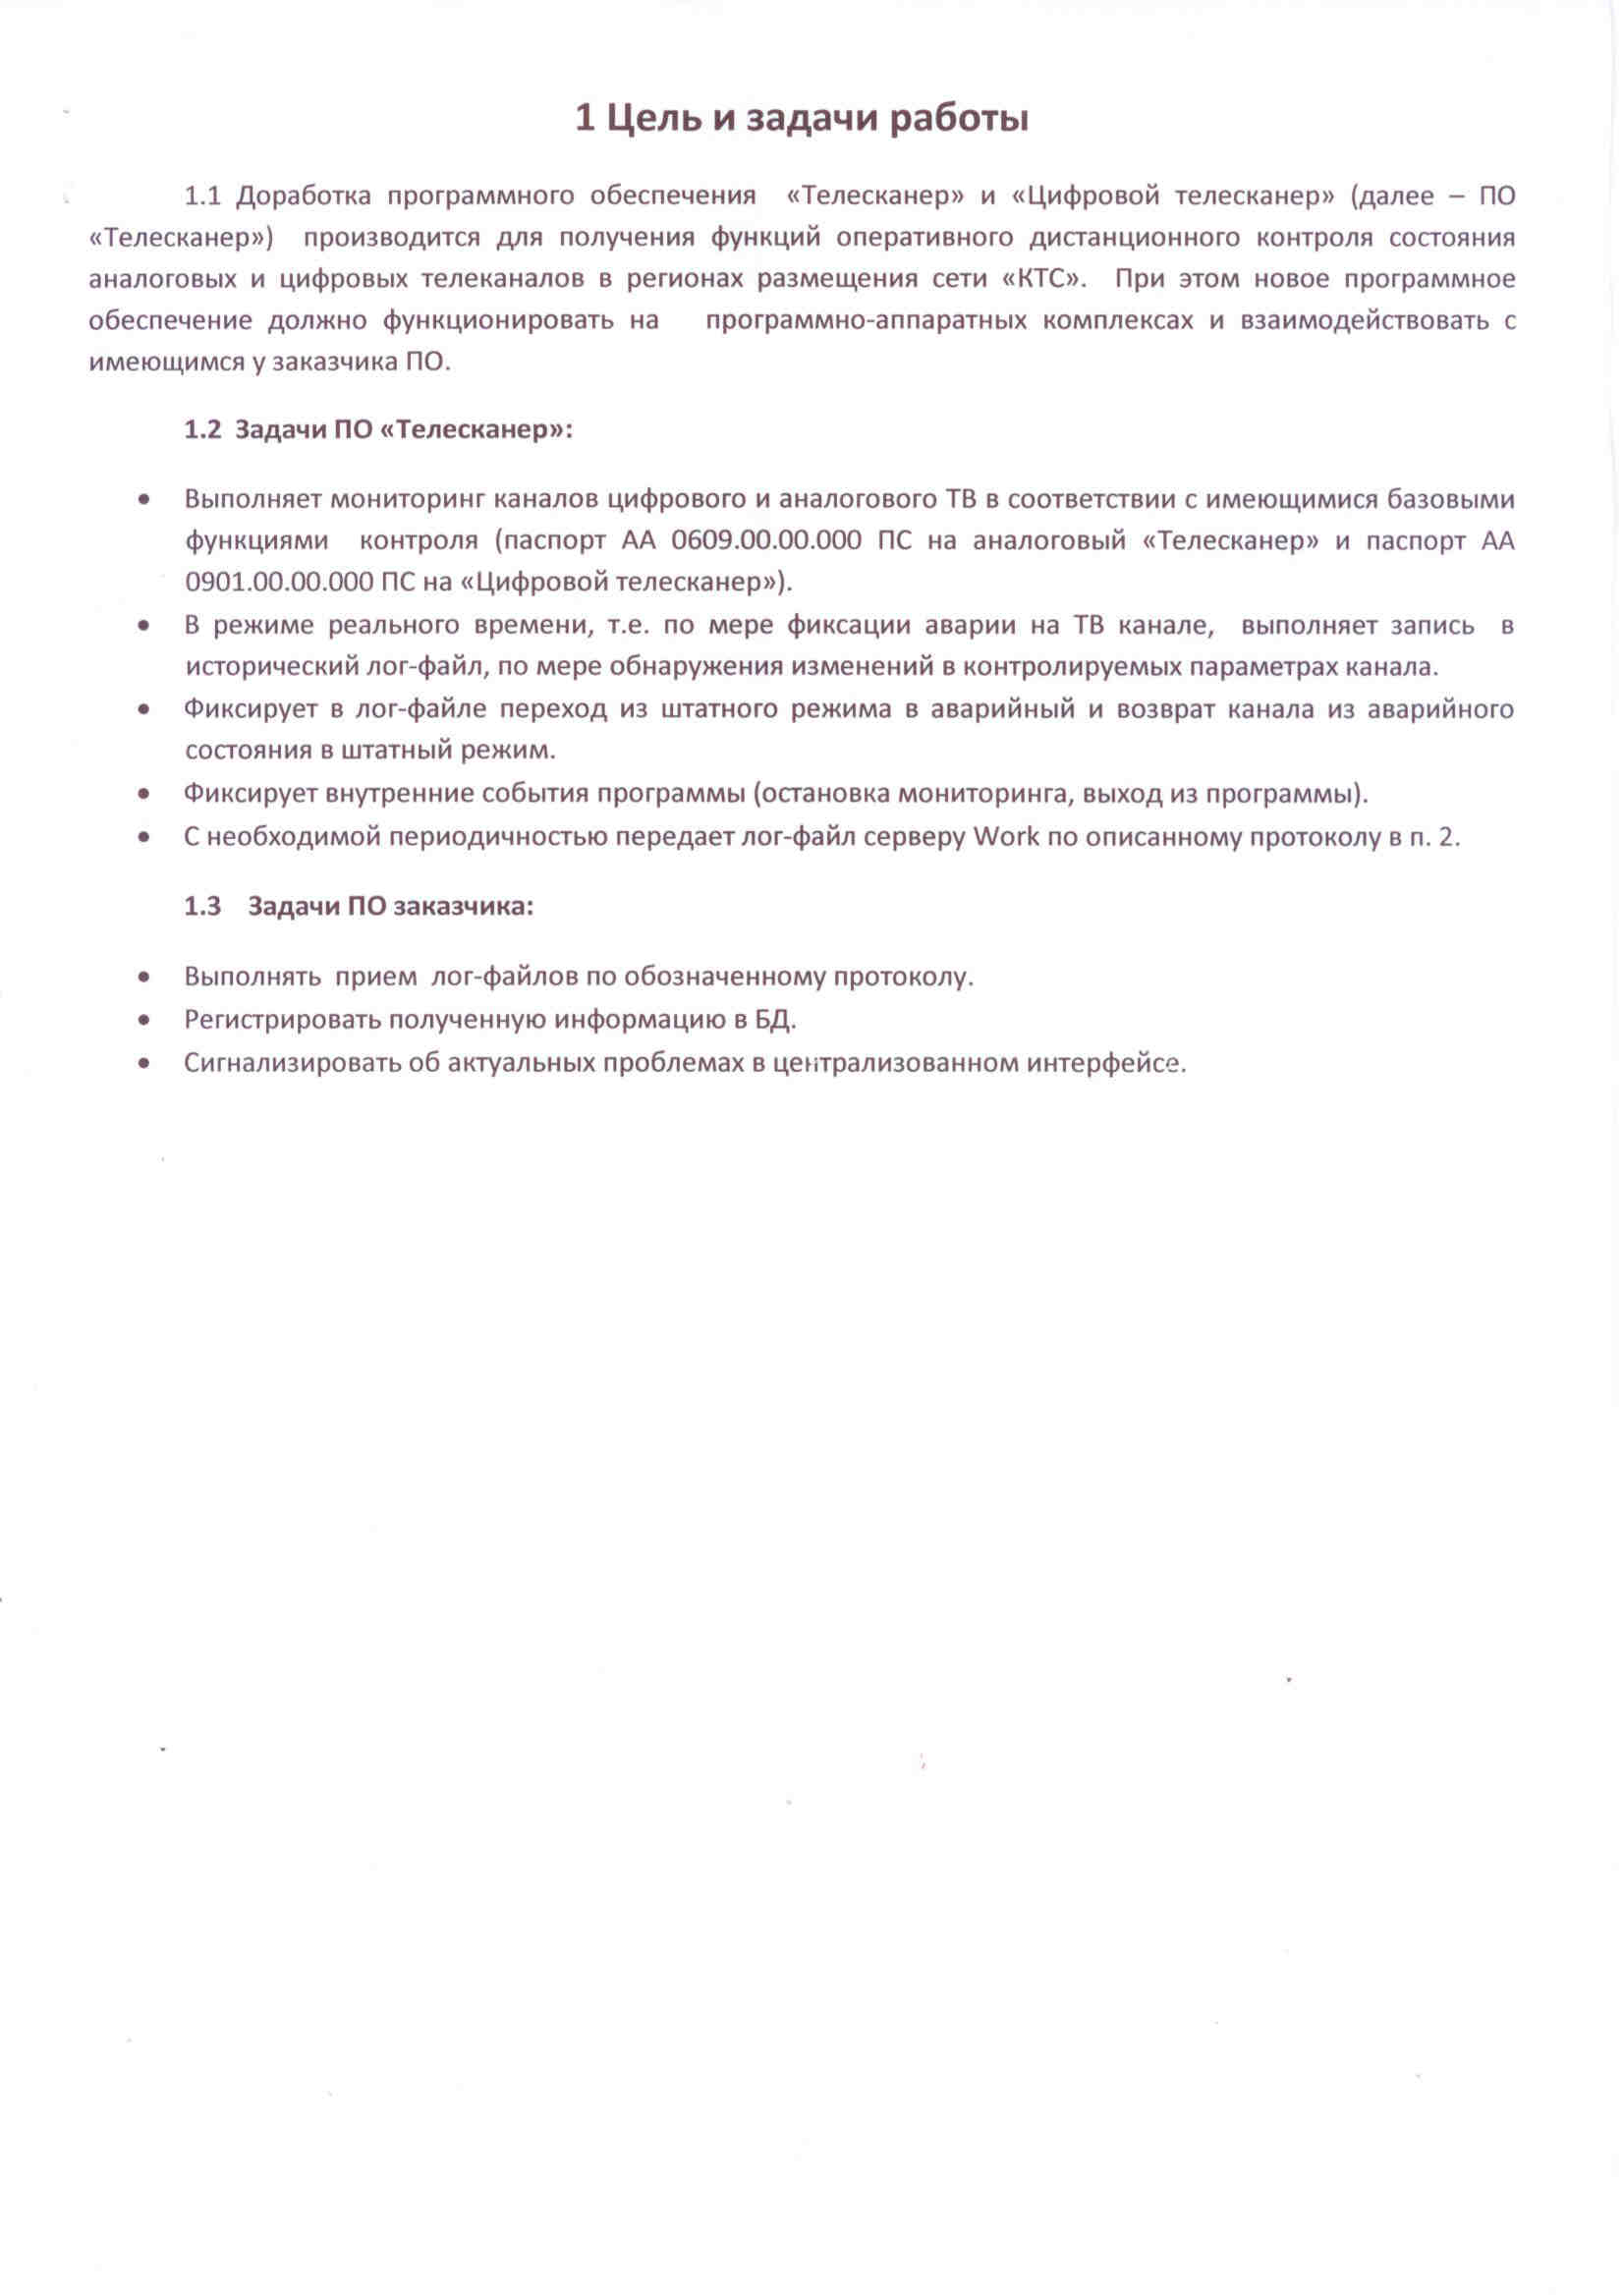 1 Цель и задачи работы
1.1 Доработка программного обеспечения «Телесканер» и «Цифровой телесканер» (далее – ПО
«Телесканер») производится для получения функций оперативного дистанционного контроля состояния
аналоговых и цифровых телеканалов в регионах размещения сети «КТС». При этом новое программное
обеспечение должно функционировать на программно-аппаратных комплексах и взаимодействовать с
имеющимся у заказчика ПО.
1.2 Задачи ПО «Телесканер»:
• Выполняет мониторинг каналов цифрового и аналогового ТВ в соответствии с имеющимися базовыми
функциями контроля (паспорт АА 0609.00.00.000 ПС на аналоговый «Телесканер» и паспорт АА
0901.00.00.000 ПС на «Цифровой телесканер»).
• В режиме реального времени, т.е. по мере фиксации аварии на ТВ канале, выполняет запись в
исторический лог-файл, по мере обнаружения изменений в контролируемых параметрах канала.
• Фиксирует в лог-файле переход из штатного режима в аварийный и возврат канала из аварийного
состояния в штатный режим.
• Фиксирует внутренние события программы (остановка мониторинга, выход из программы).
• С необходимой периодичностью передает лог-файл серверу Work по описанному протоколу в п. 2.
1.3 Задачи ПО заказчика:
• Выполнять прием лог-файлов по обозначенному протоколу.
• Регистрировать полученную информацию в БД.
• Сигнализировать об актуальных проблемах в централизованном интерфейсе.